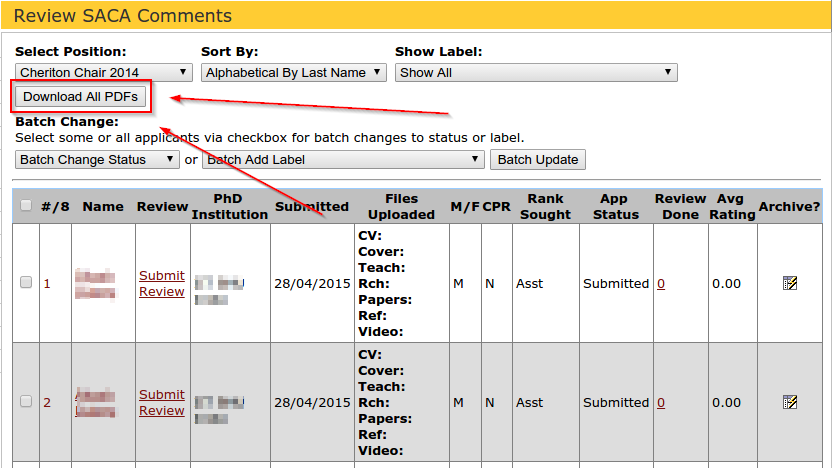 Review SACA Comments
Select Position: Sort By: Show Label:
Cheriton Chair 2014 Alphabetical By Last Name Show All
Download All PDFs
Batch Change:
Select some or all applicants via checkbox for batch changes to status or label.
Batch Change Status or Batch Add Label Batch Update
#/8 Name Review PhD Institution Submitted Files Uploaded M/F CPR Rank Sought App Status Review Done Avg Rating Archive?
1 Submit Review 28/04/2015 M N Asst Submitted 0 0.00
CV:
Cover:
Teach:
Rch:
Papers:
Ref:
Video:
2 Submit Review 28/04/2015 M N Asst Submitted 0 0.00
CV:
Cover:
Teach:
Rch:
Papers:
Ref:
Video: